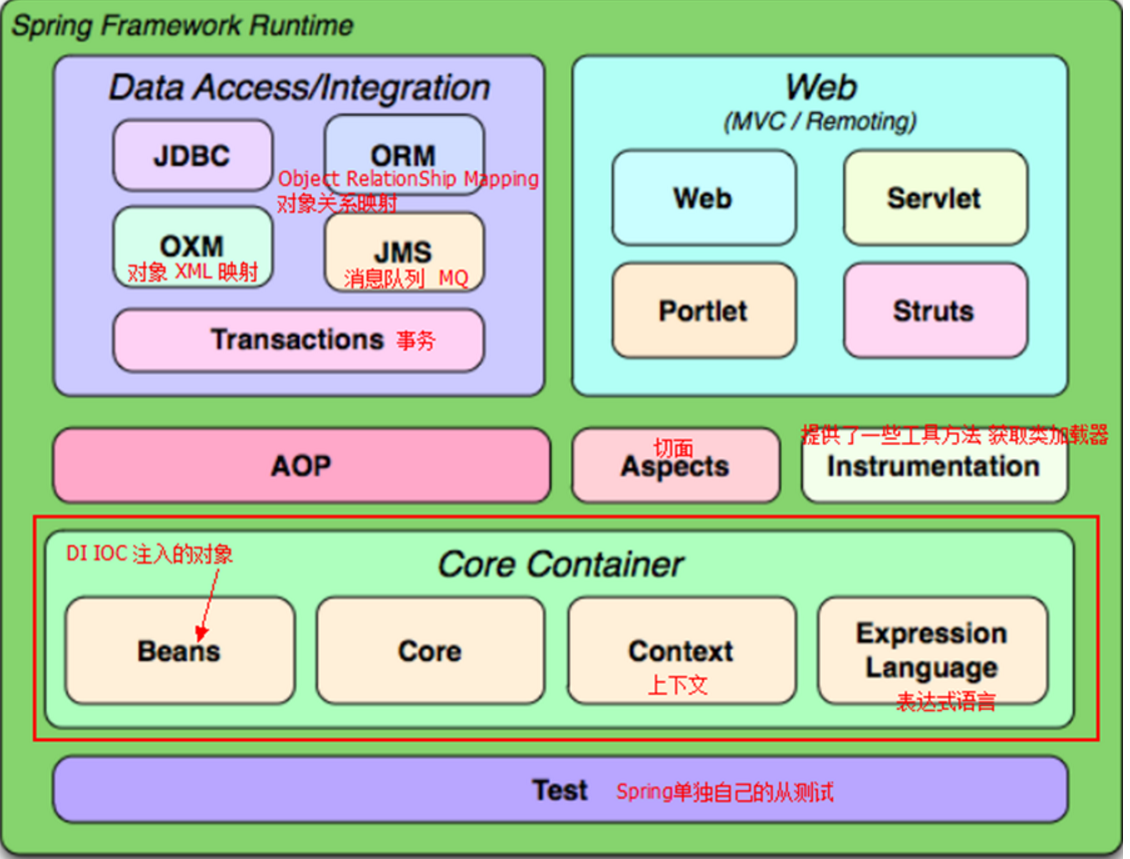 Spring Framework Runtime
Data Access/Integration
JDBC
ORM
Object RelationShip Mapping
对象关系映射
OXM
对象 XML 映射
JMS
消息队列 MQ
Transactions 事务
Web
(MVC / Remoting)
Web
Servlet
Portlet
Struts
AOP
切面
Aspects
提供了一些工具方法 获取类加载器
Instrumentation
DI IOC 注入的对象
Core Container
Beans
Core
Context
上下文
Expression
Language
表达式语言
Test Spring单独自己的从测试